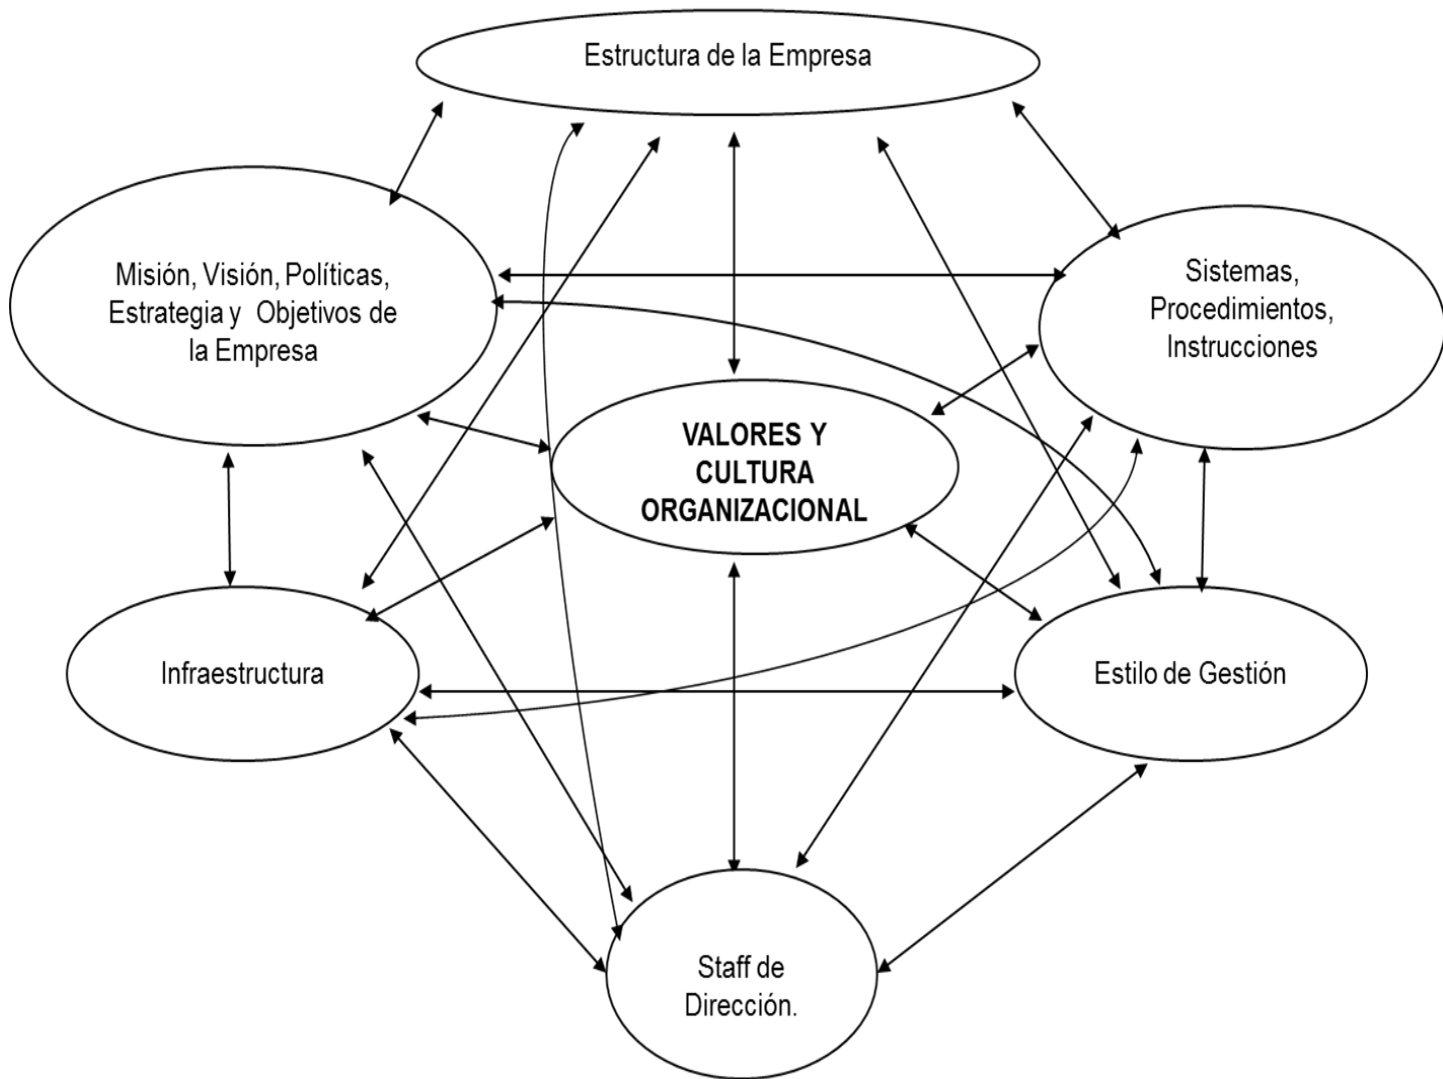 Estructura de la Empresa
Misión, Visión, Políticas,
Estrategia y Objetivos de
la Empresa
Sistemas,
Procedimientos,
Instrucciones
VALORES Y
CULTURA
ORGANIZACIONAL
Infraestructura
Estilo de Gestión
Staff de
Dirección.